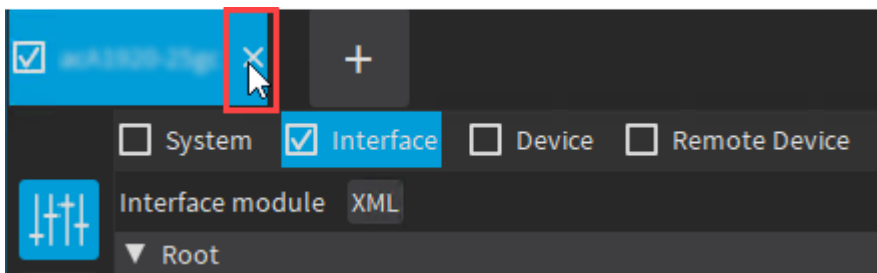 System Interface Device Remote Device
Interface module XML
Root